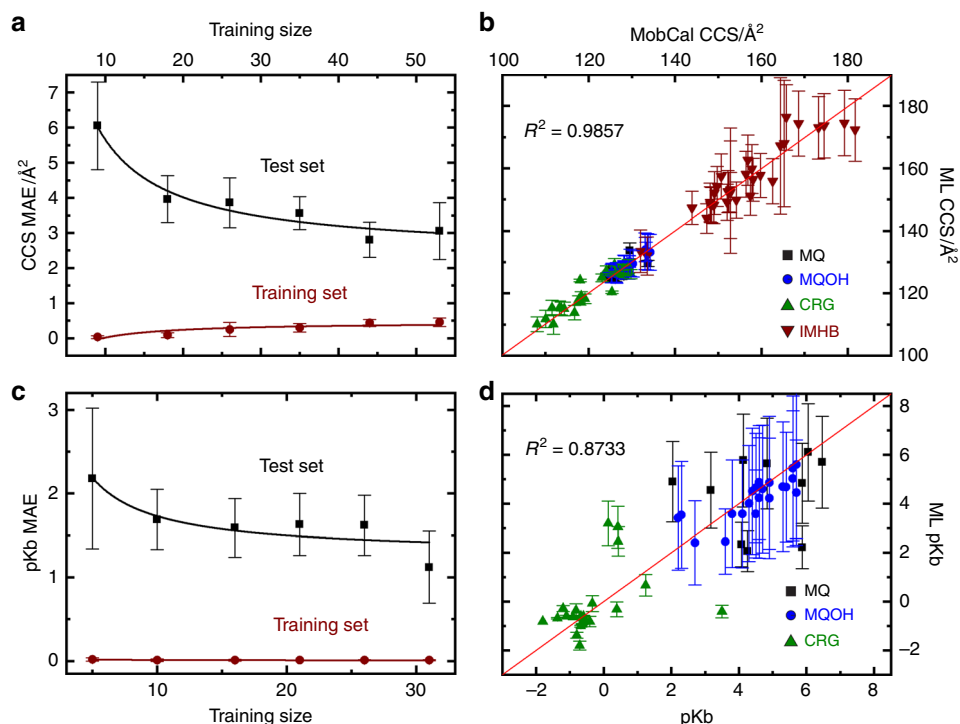 a
Training size
10 20 30 40 50
7
6
5
4
3
2
1
0
CCS MAE/Å²
Test set
Training set
b
MobCal CCS/Å²
100 120 140 160 180
R² = 0.9857
180
160
140
120
100
ML CCS/Å²
MQ
MQOH
CRG
IMHB
c
3
2
1
0
pKb MAE
Test set
Training set
10 20 30
Training size
d
R² = 0.8733
8
6
4
2
0
−2
ML pKb
MQ
MQOH
CRG
−2 0 2 4 6 8
pKb